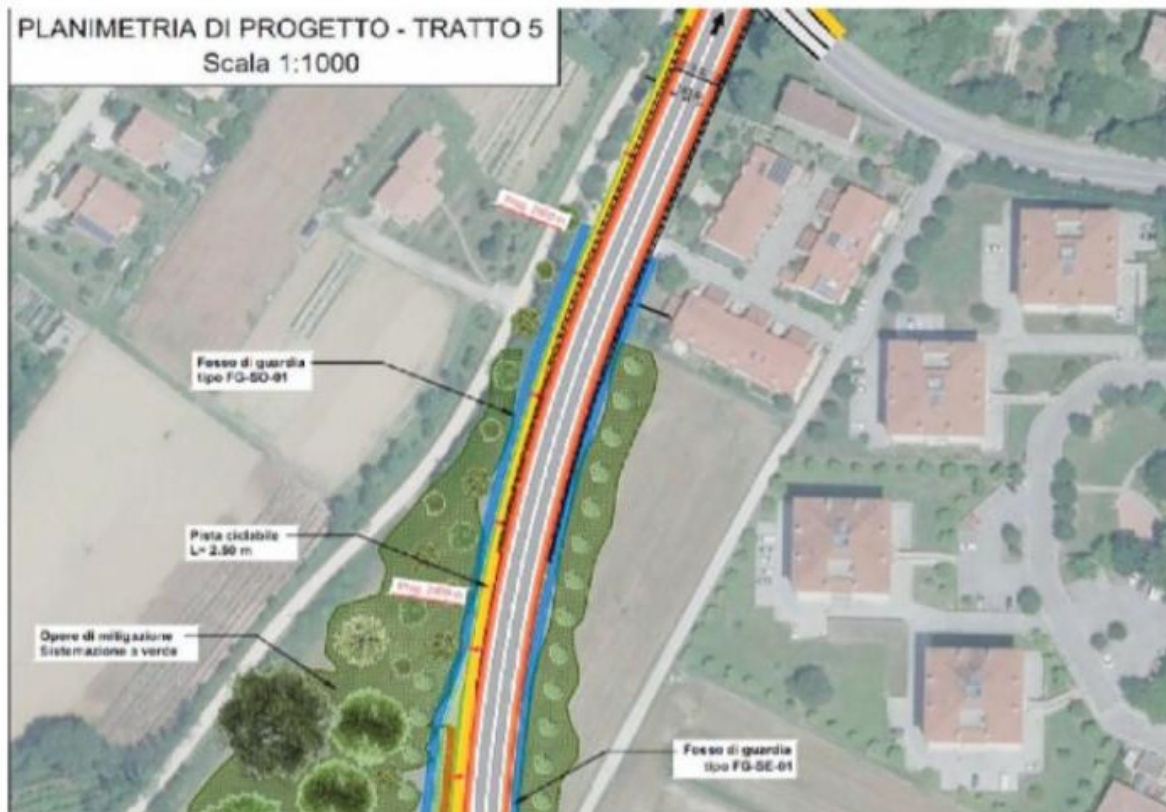 PLANIMETRIA DI PROGETTO - TRATTO 5
Scala 1:1000
Fosso di guardia
tipo FG-SO-01
Pista ciclabile
L= 2.50 m
Opere di mitigazione
Sistemazione a verde
Fosso di guardia
tipo FG-SE-01